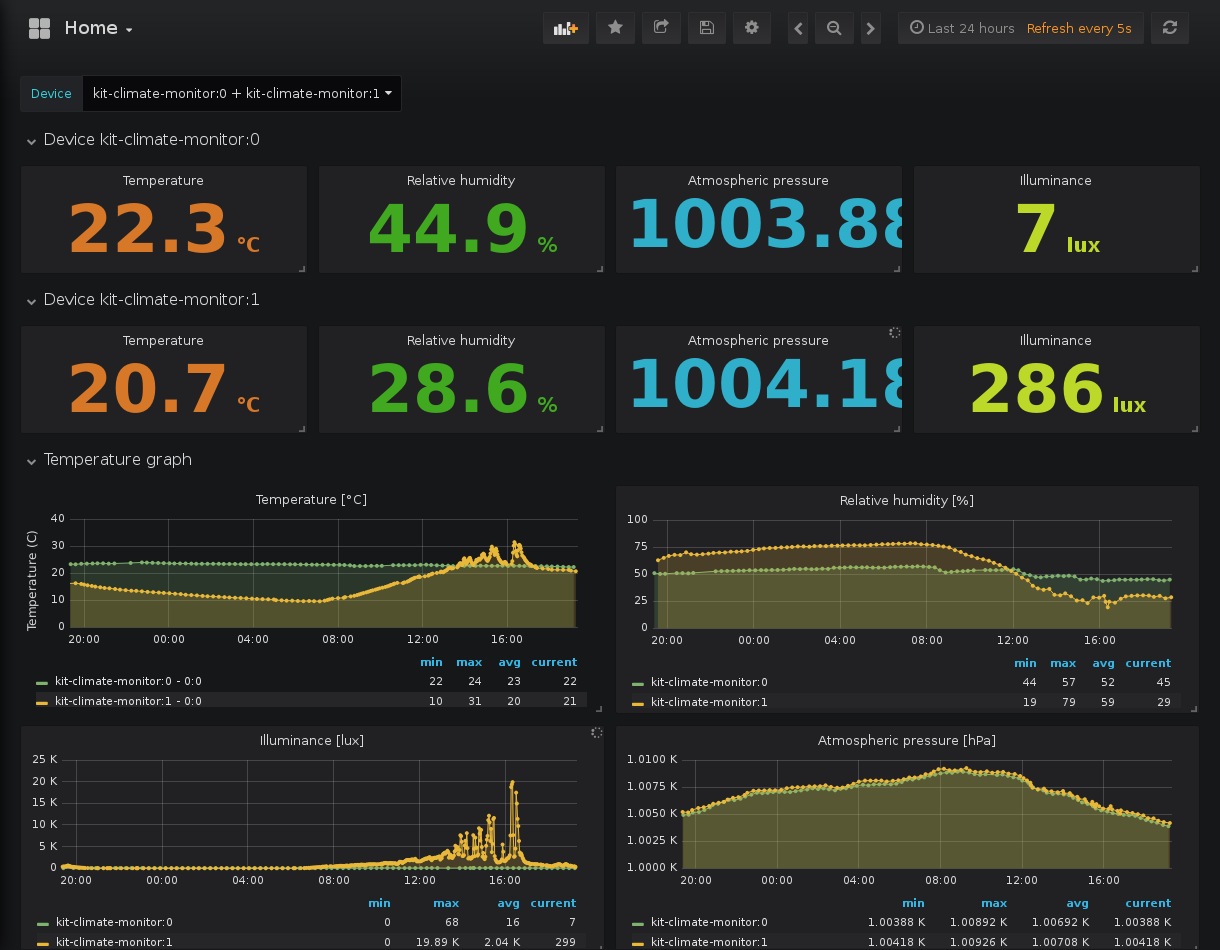 Home
Last 24 hours Refresh every 5s
Device kit-climate-monitor:0 + kit-climate-monitor:1
Device kit-climate-monitor:0
Temperature Relative humidity Atmospheric pressure Illuminance
22.3 °C 44.9 % 1003.88 7 lux
Device kit-climate-monitor:1
Temperature Relative humidity Atmospheric pressure Illuminance
20.7 °C 28.6 % 1004.18 286 lux
Temperature graph
Temperature [°C]
Temperature (C)
40
30
20
10
0
20:00 00:00 04:00 08:00 12:00 16:00
min max avg current
kit-climate-monitor:0 - 0:0 22 24 23 22
kit-climate-monitor:1 - 0:0 10 31 20 21
Relative humidity [%]
100
75
50
25
0
20:00 00:00 04:00 08:00 12:00 16:00
min max avg current
kit-climate-monitor:0 44 57 52 45
kit-climate-monitor:1 19 79 59 29
Illuminance [lux]
25 K
20 K
15 K
10 K
5 K
0
20:00 00:00 04:00 08:00 12:00 16:00
min max avg current
kit-climate-monitor:0 0 68 16 7
kit-climate-monitor:1 0 19.89 K 2.04 K 299
Atmospheric pressure [hPa]
1.0100 K
1.0075 K
1.0050 K
1.0025 K
1.0000 K
20:00 00:00 04:00 08:00 12:00 16:00
min max avg current
kit-climate-monitor:0 1.00388 K 1.00892 K 1.00692 K 1.00388 K
kit-climate-monitor:1 1.00418 K 1.00926 K 1.00708 K 1.00418 K